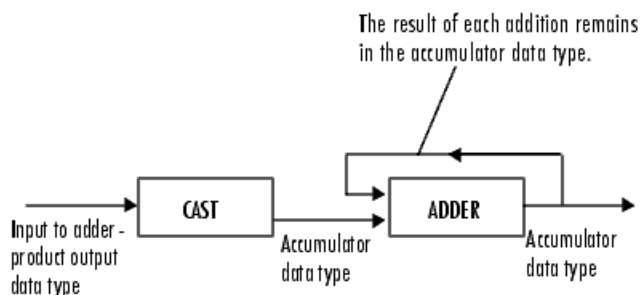 The result of each addition remains
in the accumulator data type.
CAST
ADDER
Input to adder -
product output
data type
Accumulator
data type
Accumulator
data type